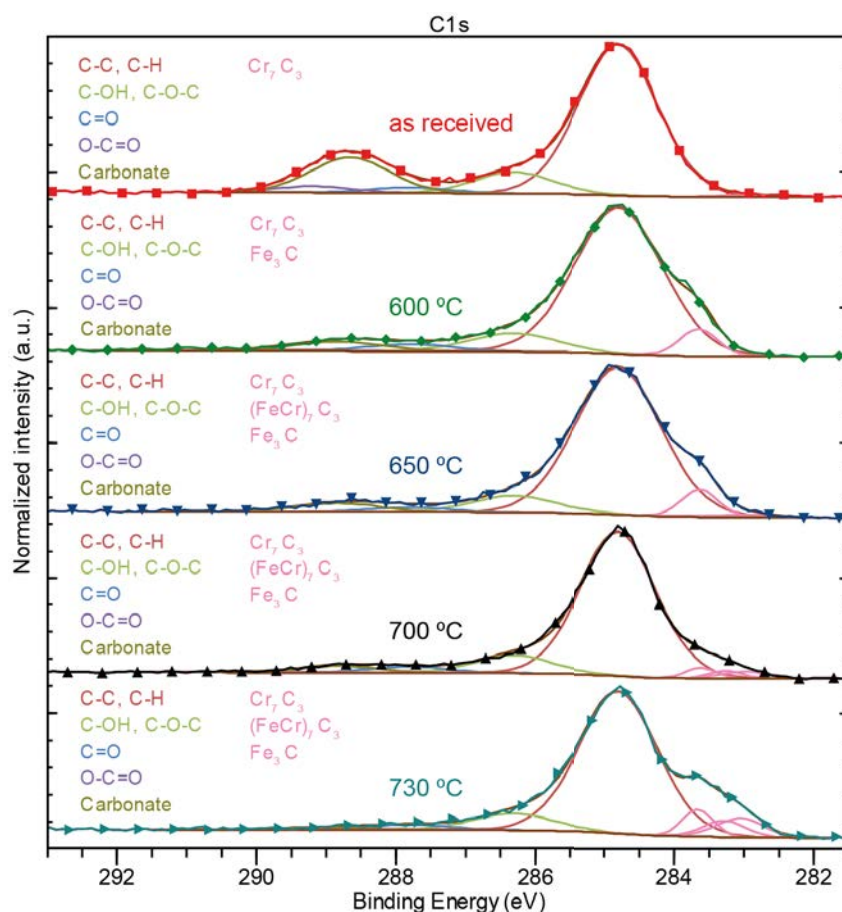 C1s
C-C, C-H Cr₇C₃
C-OH, C-O-C
C=O
as received
O-C=O
Carbonate
C-C, C-H Cr₇C₃
C-OH, C-O-C Fe₃C
C=O
600 ºC
O-C=O
Carbonate
C-C, C-H Cr₇C₃
C-OH, C-O-C (FeCr)₇C₃
C=O Fe₃C
650 ºC
O-C=O
Carbonate
C-C, C-H Cr₇C₃
C-OH, C-O-C (FeCr)₇C₃
C=O Fe₃C
700 ºC
O-C=O
Carbonate
C-C, C-H Cr₇C₃
C-OH, C-O-C (FeCr)₇C₃
C=O Fe₃C
730 ºC
O-C=O
Carbonate
Normalized intensity (a.u.)
292 290 288 286 284 282
Binding Energy (eV)